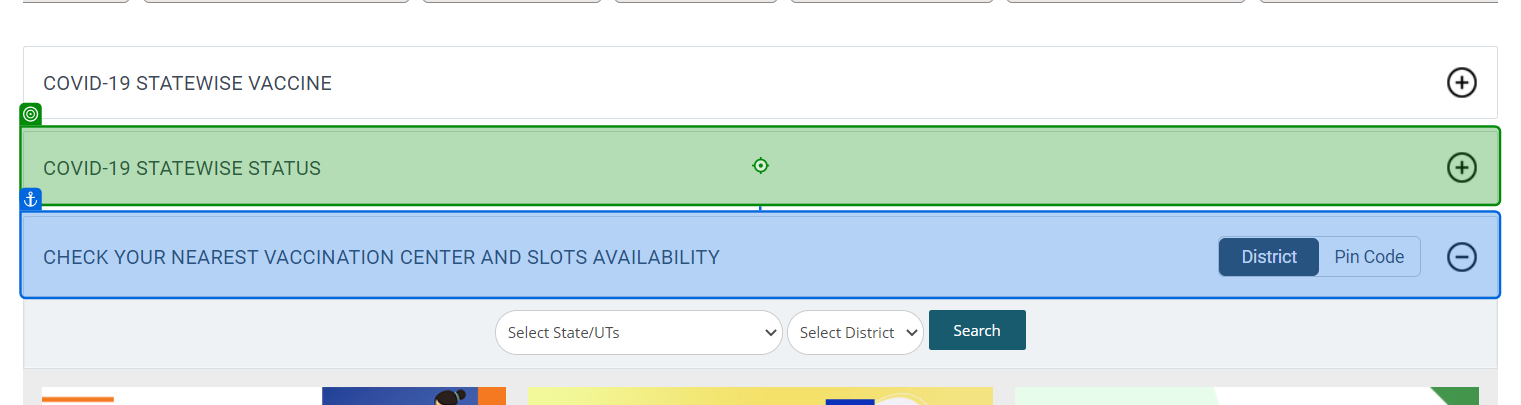 COVID-19 STATEWISE VACCINE
COVID-19 STATEWISE STATUS
CHECK YOUR NEAREST VACCINATION CENTER AND SLOTS AVAILABILITY District Pin Code
Select State/UTs Select District Search